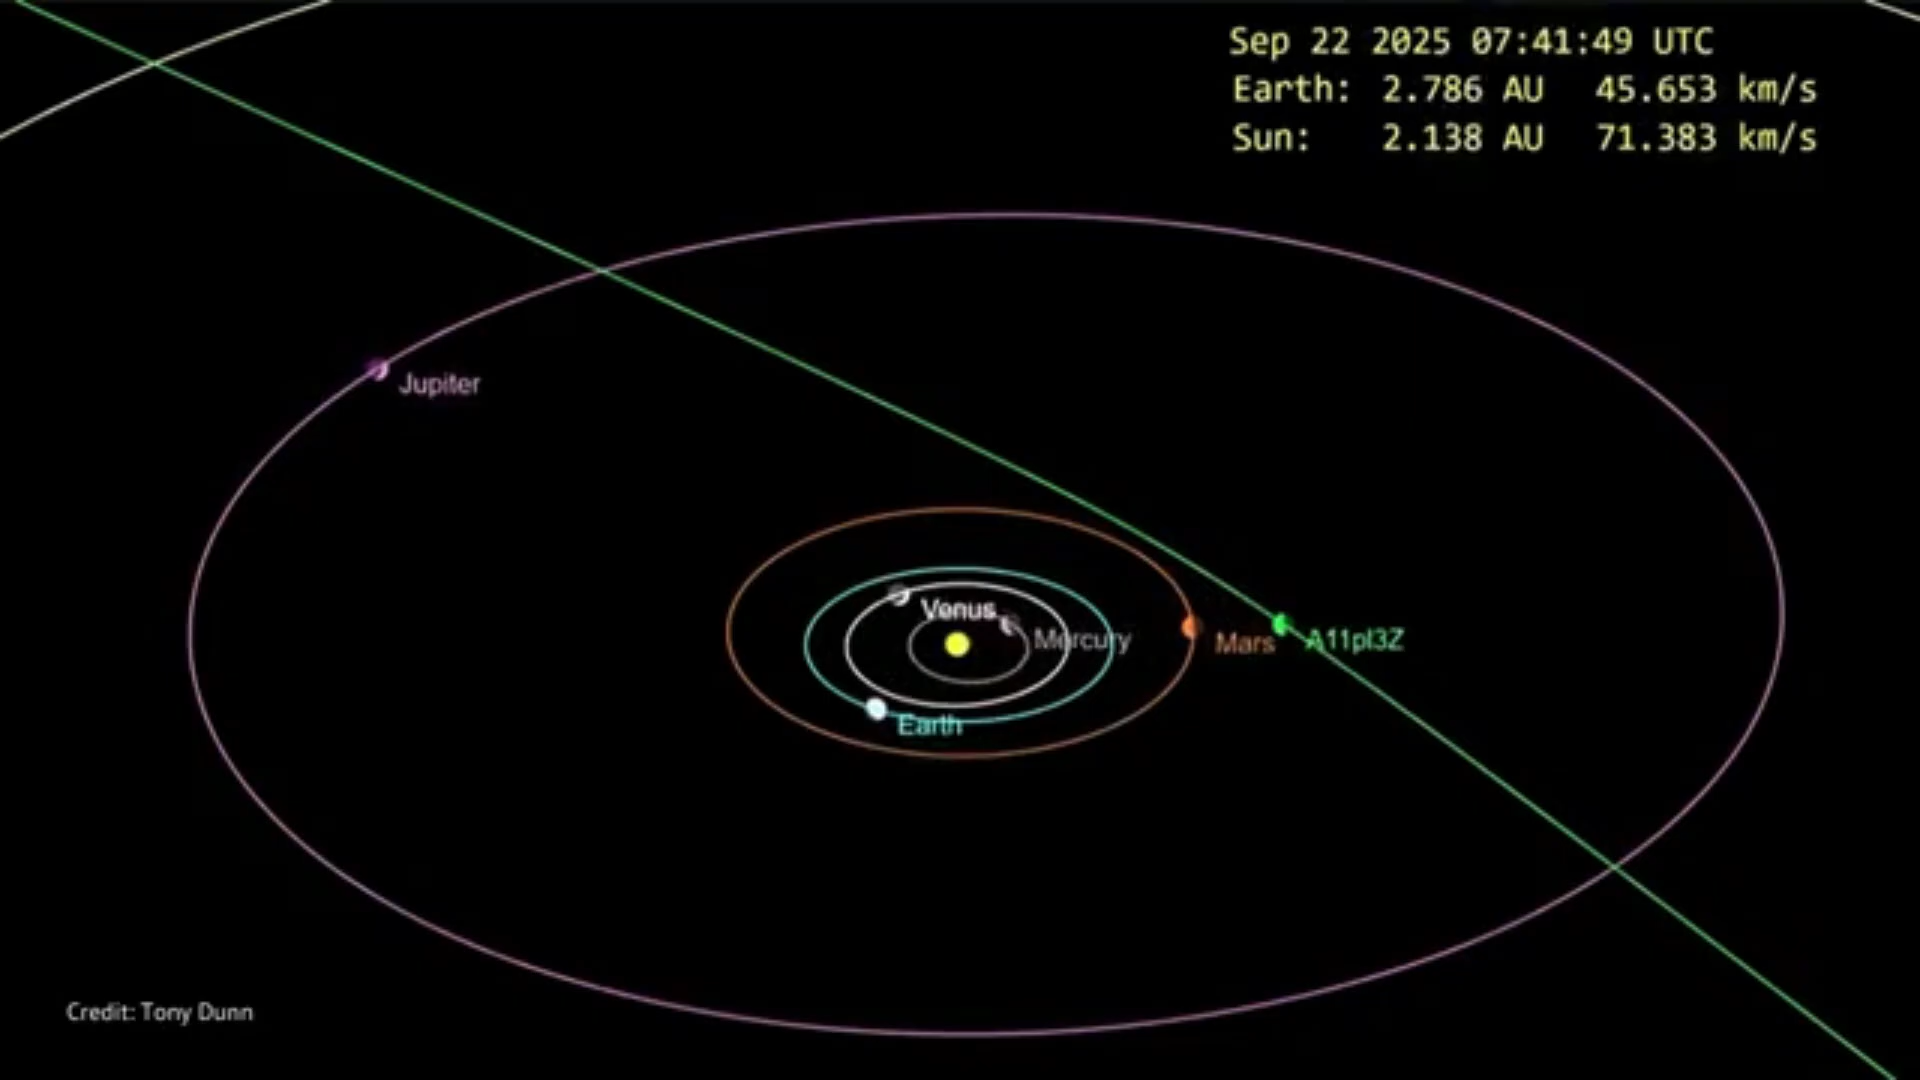 Sep 22 2025 07:41:49 UTC
Earth: 2.786 AU 45.653 km/s
Sun: 2.138 AU 71.383 km/s
Jupiter
Venus
Mercury
Mars
A11pl3Z
Earth
Credit: Tony Dunn